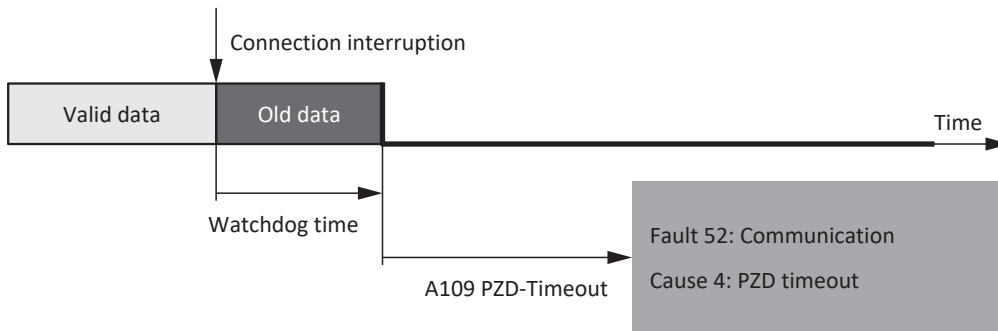 Connection interruption
Valid data
Old data
Time
Watchdog time
A109 PZD-Timeout
Fault 52: Communication
Cause 4: PZD timeout